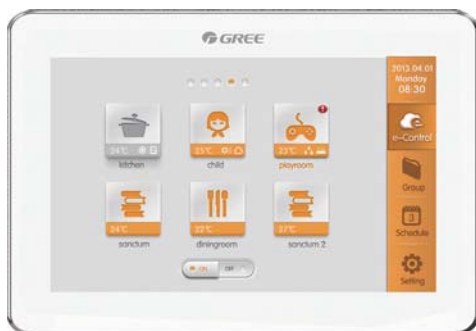 GREE
2013.04.01
Monday
08:30
e-Control
24℃
25℃
23℃
kitchen
child
playroom
Group
24℃
22℃
27℃
3
Schedule
sanctum
diningroom
sanctum 2
ON
OFF
Setting